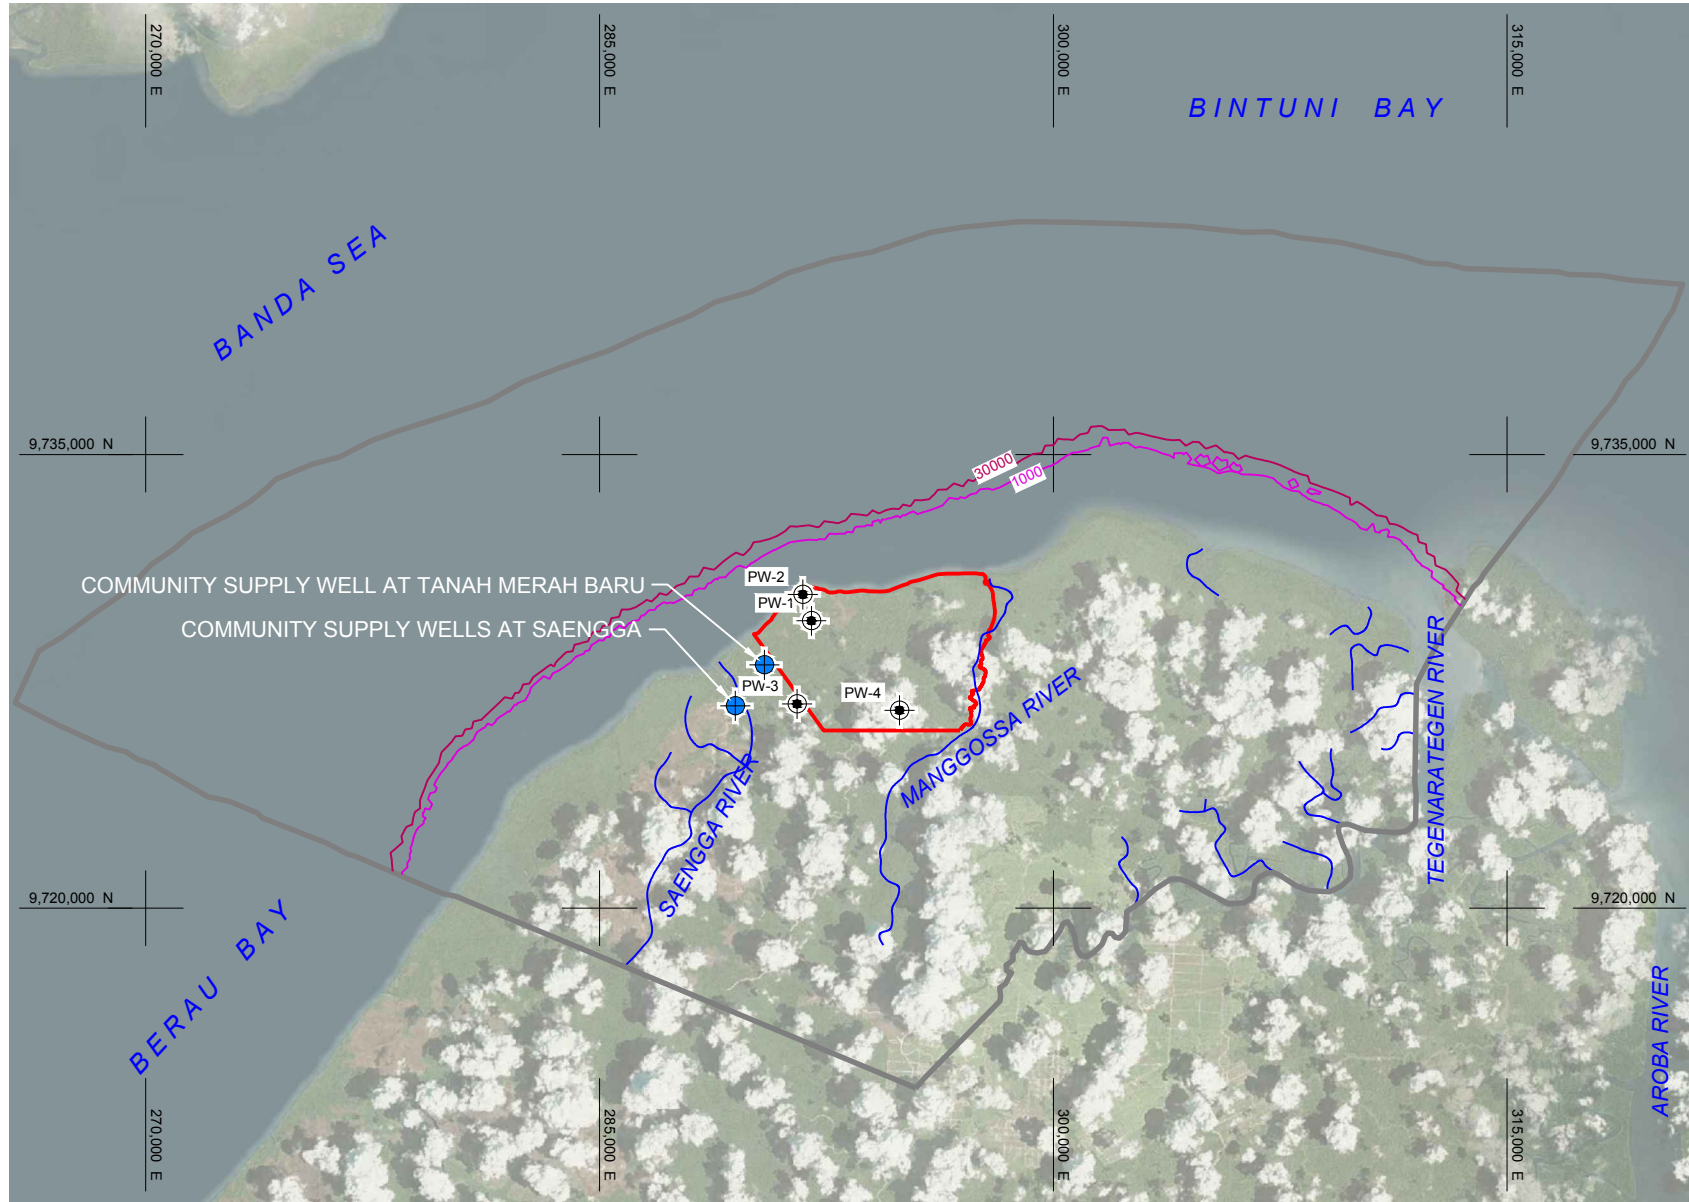 270,000 E
285,000 E
300,000 E
315,000 E
BINTUNI BAY
BANDA SEA
9,735,000 N
9,735,000 N
30000
1000
COMMUNITY SUPPLY WELL AT TANAH MERAH BARU
PW-2
PW-1
COMMUNITY SUPPLY WELLS AT SAENGGA
PW-3
PW-4
MANGGOSSA RIVER
TEGENARATEGEN RIVER
SAENGGA RIVER
9,720,000 N
9,720,000 N
BERAU BAY
AROBA RIVER
270,000 E
285,000 E
300,000 E
315,000 E